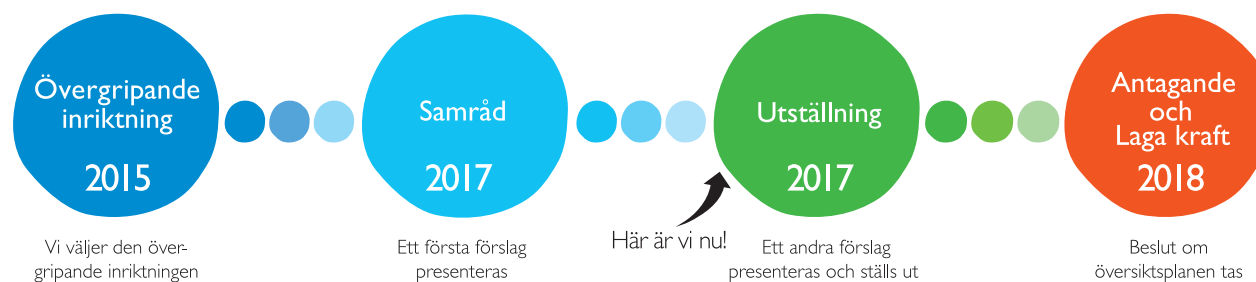 Övergripande
inriktning
2015
Vi väljer den över-
gripande inriktningen
Samråd
2017
Ett första förslag
presenteras
Här är vi nu!
Utställning
2017
Ett andra förslag
presenteras och ställs ut
Antagande
och
Laga kraft
2018
Beslut om
översiktsplanen tas